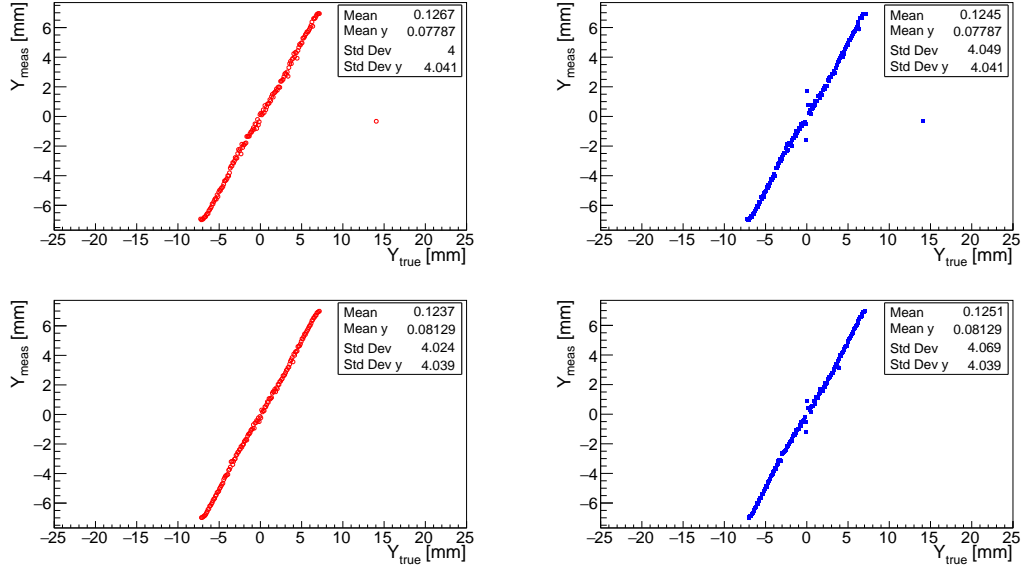 Y_meas [mm]
6
4
2
0
−2
−4
−6
Mean 0.1267
Mean y 0.07787
Std Dev 4
Std Dev y 4.041
−25 −20 −15 −10 −5 0 5 10 15 20 25
Y_true [mm]
Y_meas [mm]
6
4
2
0
−2
−4
−6
Mean 0.1245
Mean y 0.07787
Std Dev 4.049
Std Dev y 4.041
−25 −20 −15 −10 −5 0 5 10 15 20 25
Y_true [mm]
Y_meas [mm]
6
4
2
0
−2
−4
−6
Mean 0.1237
Mean y 0.08129
Std Dev 4.024
Std Dev y 4.039
−25 −20 −15 −10 −5 0 5 10 15 20 25
Y_true [mm]
Y_meas [mm]
6
4
2
0
−2
−4
−6
Mean 0.1251
Mean y 0.08129
Std Dev 4.069
Std Dev y 4.039
−25 −20 −15 −10 −5 0 5 10 15 20 25
Y_true [mm]